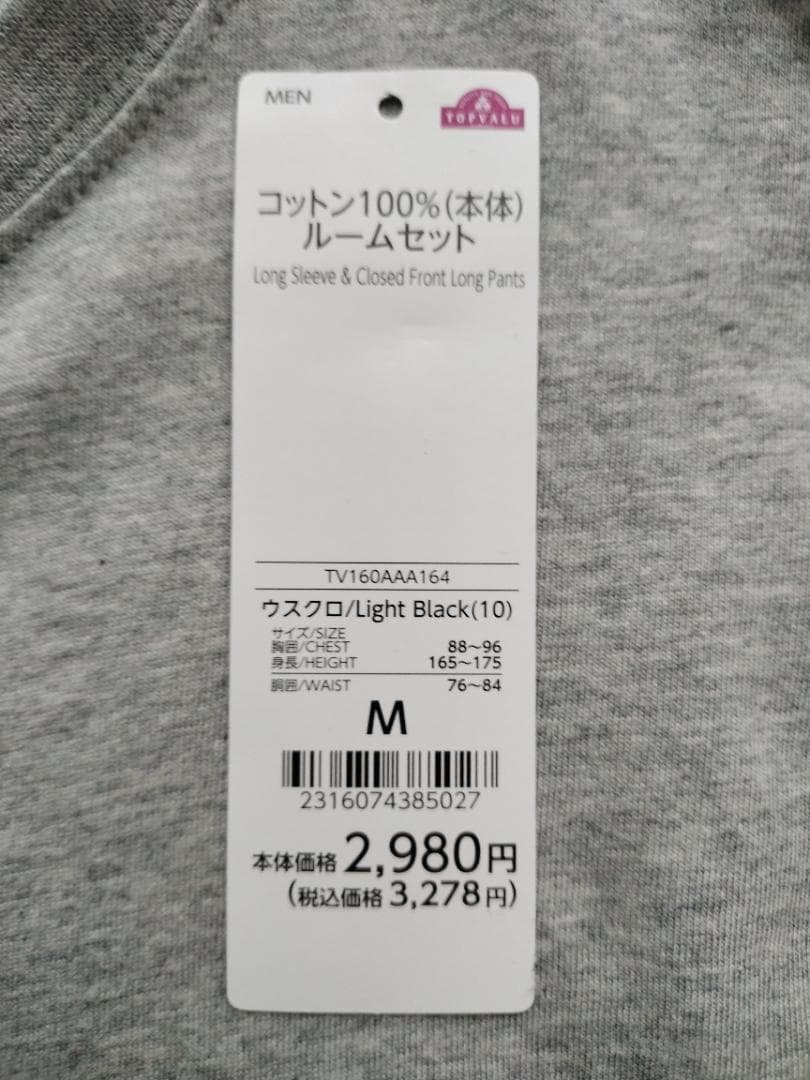 MEN
TOPVALU
コットン100%(本体)
ルームセット
Long Sleeve & Closed Front Long Pants
TV160AAA164
ウスクロ/Light Black(10)
サイズ/SIZE
胸囲/CHEST 88~96
身長/HEIGHT 165~175
胴囲/WAIST 76~84
M
2316074385027
本体価格 2,980円
(税込価格 3,278円)